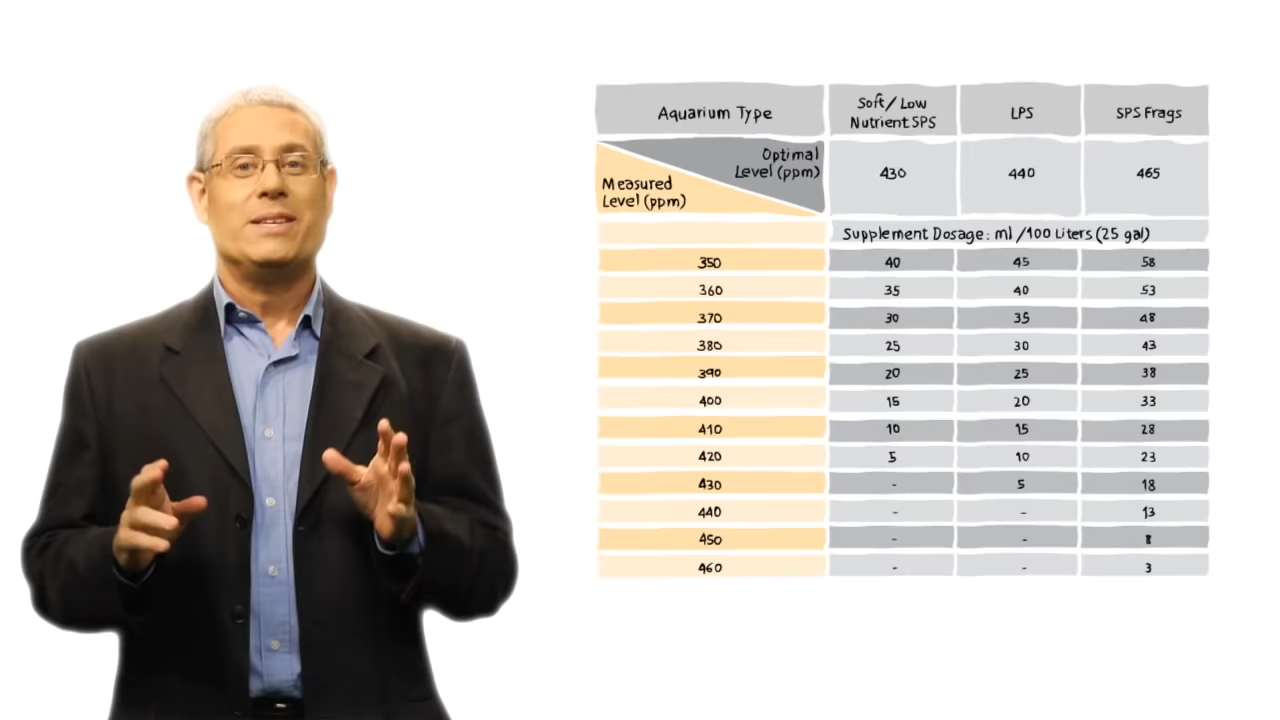 Aquarium Type Soft/Low Nutrient SPS LPS SPS Frags
Optimal Level (ppm) 430 440 465
Measured Level (ppm)
Supplement Dosage: ml/100 Liters (25 gal)
350 40 45 58
360 35 40 53
370 30 35 48
380 25 30 43
390 20 25 38
400 15 20 33
410 10 15 28
420 5 10 23
430 - 5 18
440 - - 13
450 - - 8
460 - - 3